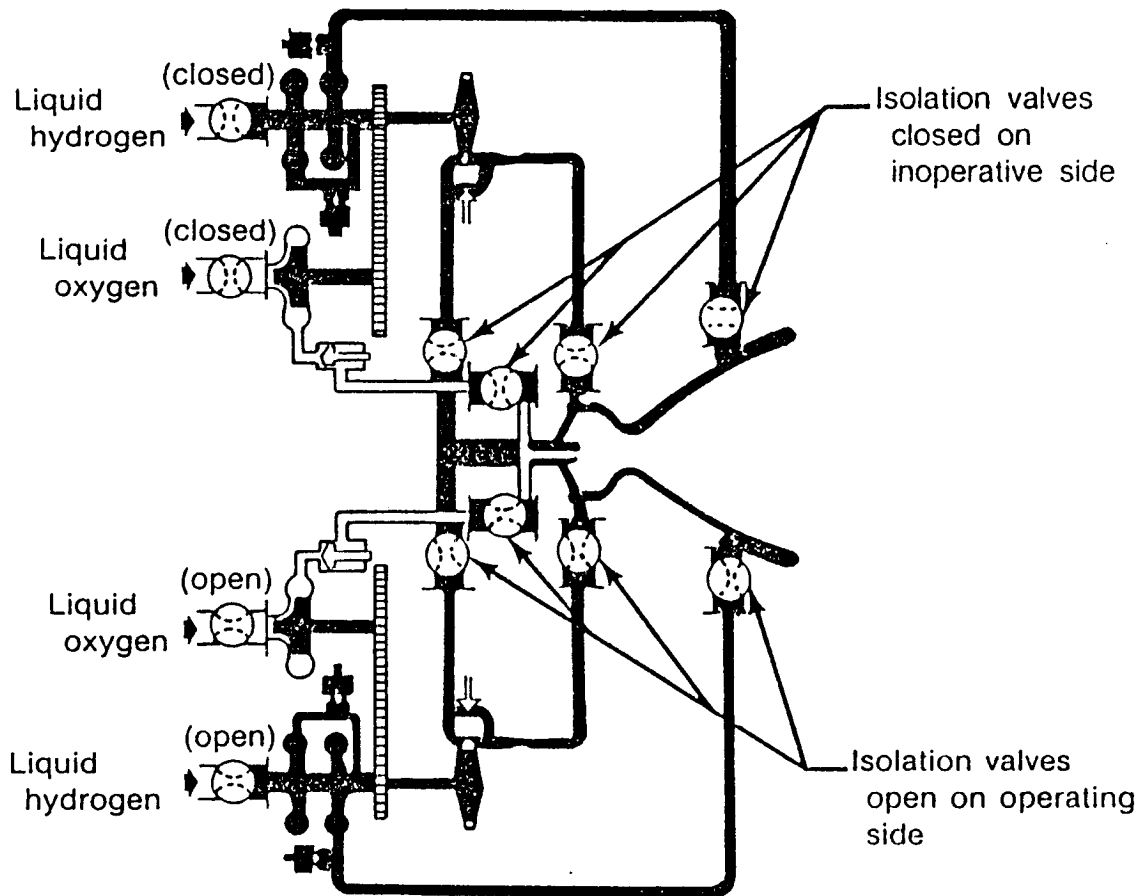 (closed)
Liquid
hydrogen
Isolation valves
closed on
inoperative side
(closed)
Liquid
oxygen
(open)
Liquid
oxygen
(open)
Liquid
hydrogen
Isolation valves
open on operating
side